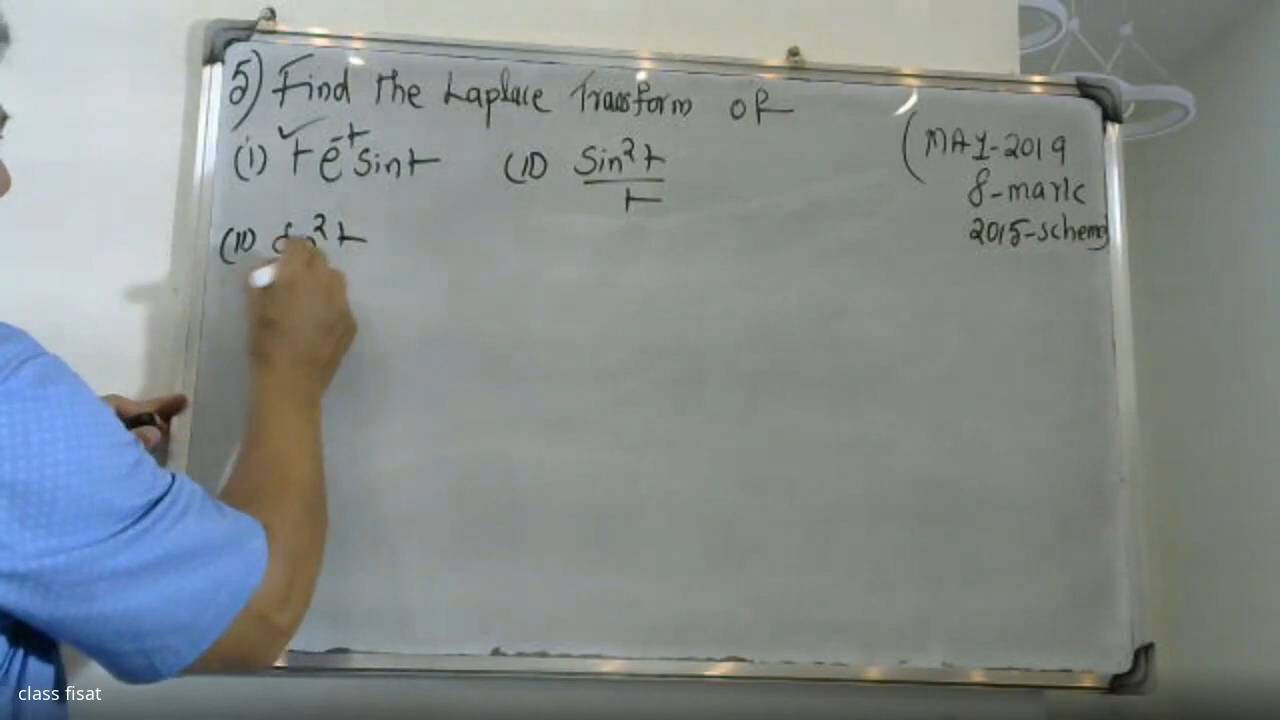 5) Find the Laplace Transform of
(i) t e^-t sint (ii) sin²t / t
(MAY-2019
8-mark
2015-scheme)
(ii) sin²t
class fisat